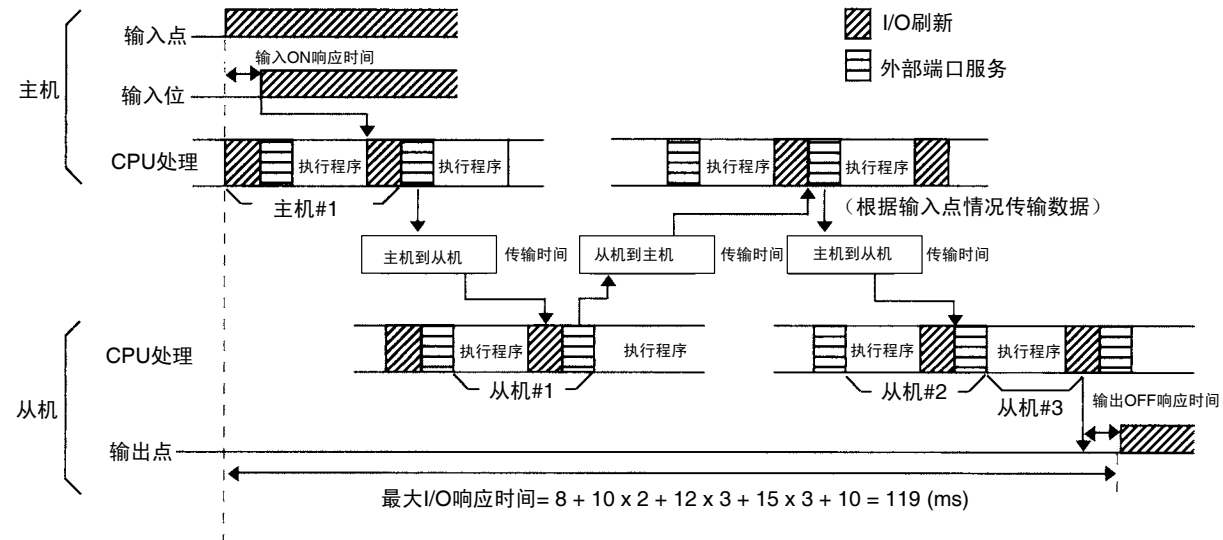 主机
输入点
输入ON响应时间
输入位
I/O刷新
外部端口服务
CPU处理
执行程序
执行程序
执行程序
执行程序
主机#1
（根据输入点情况传输数据）
主机到从机
传输时间
从机到主机
传输时间
主机到从机
传输时间
从机
CPU处理
执行程序
执行程序
执行程序
执行程序
从机#1
从机#2
从机#3
输出OFF响应时间
输出点
最大I/O响应时间= 8 + 10 x 2 + 12 x 3 + 15 x 3 + 10 = 119 (ms)